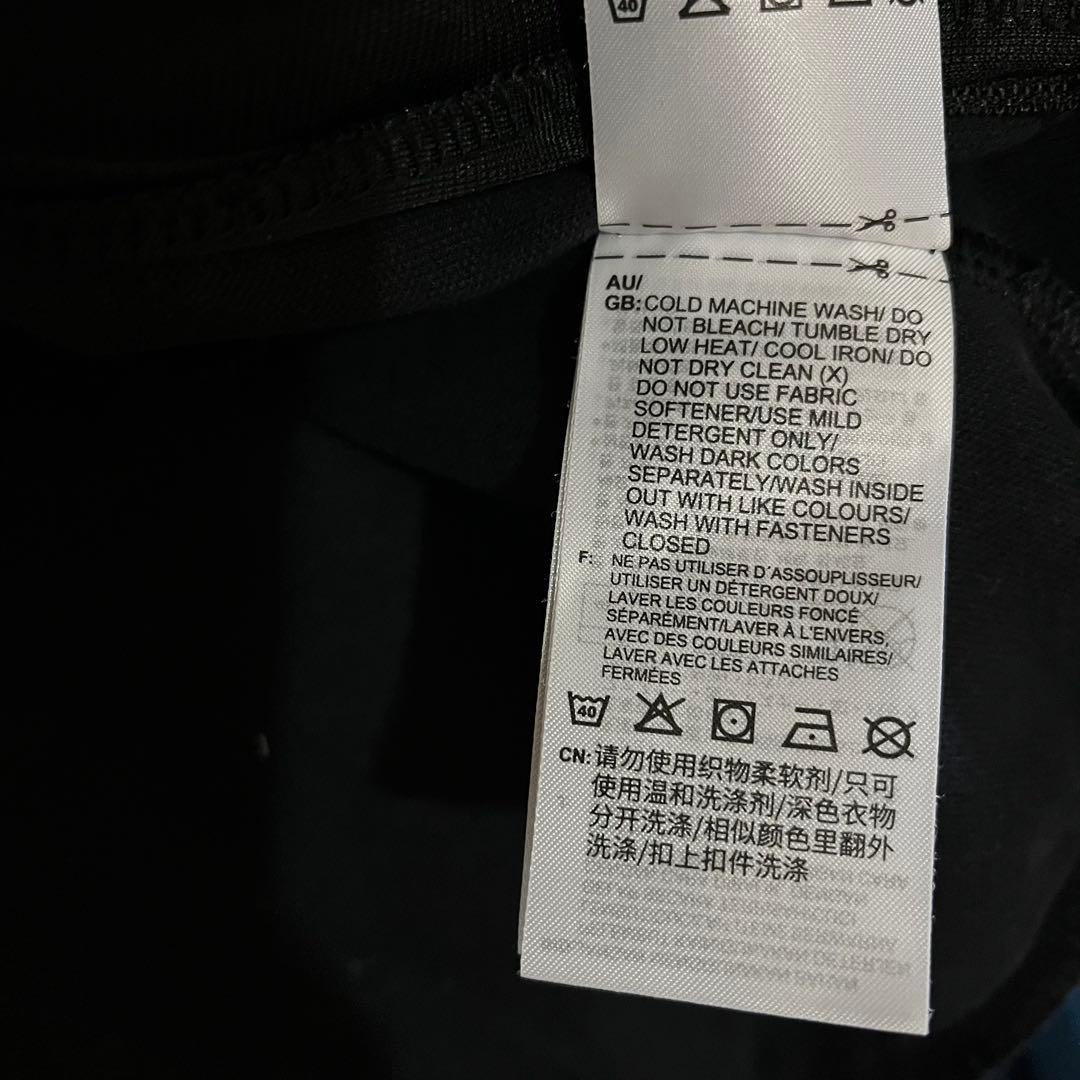 40
AU/
GB: COLD MACHINE WASH/ DO
NOT BLEACH/ TUMBLE DRY
LOW HEAT/ COOL IRON/ DO
NOT DRY CLEAN (X)
DO NOT USE FABRIC
SOFTENER/USE MILD
DETERGENT ONLY/
WASH DARK COLORS
SEPARATELY/WASH INSIDE
OUT WITH LIKE COLOURS/
WASH WITH FASTENERS
CLOSED
F: NE PAS UTILISER D´ASSOUPLISSEUR/
UTILISER UN DÉTERGENT DOUX/
LAVER LES COULEURS FONCÉ
SÉPARÉMENT/LAVER À L'ENVERS,
AVEC DES COULEURS SIMILAIRES/
LAVER AVEC LES ATTACHES
FERMÉES
40
CN: 请勿使用织物柔软剂/只可
使用温和洗涤剂/深色衣物
分开洗涤/相似颜色里翻外
洗涤/扣上扣件洗涤